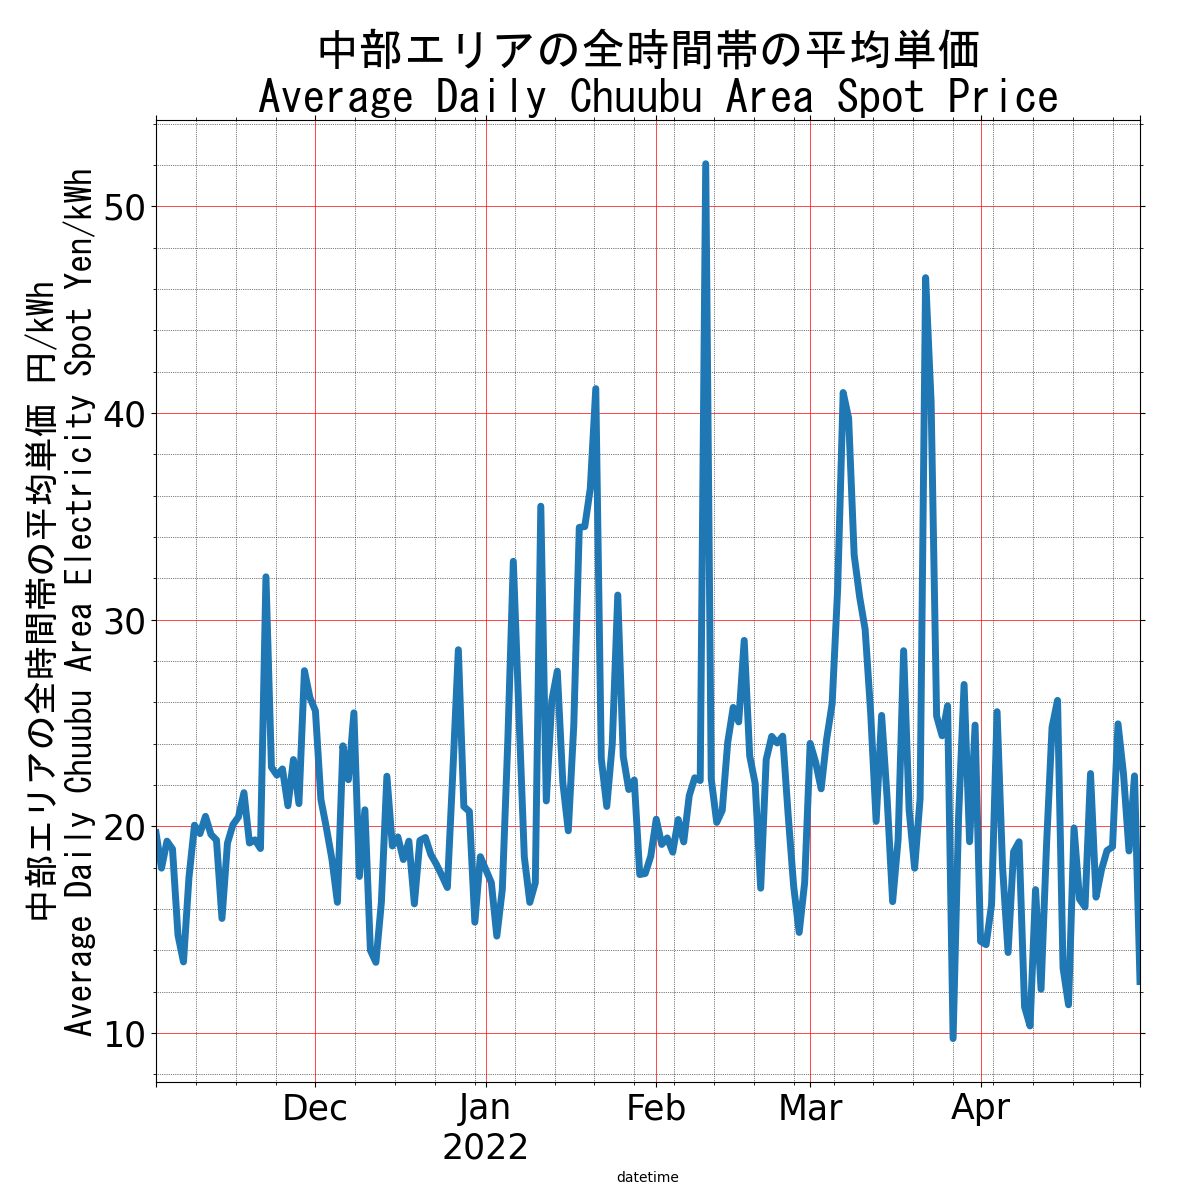 中部エリアの全時間帯の平均単価
Average Daily Chuubu Area Spot Price
中部エリアの全時間帯の平均単価 円/kWh
Average Daily Chuubu Area Electricity Spot Yen/kWh
50
40
30
20
10
Dec
Jan
2022
Feb
Mar
Apr
datetime